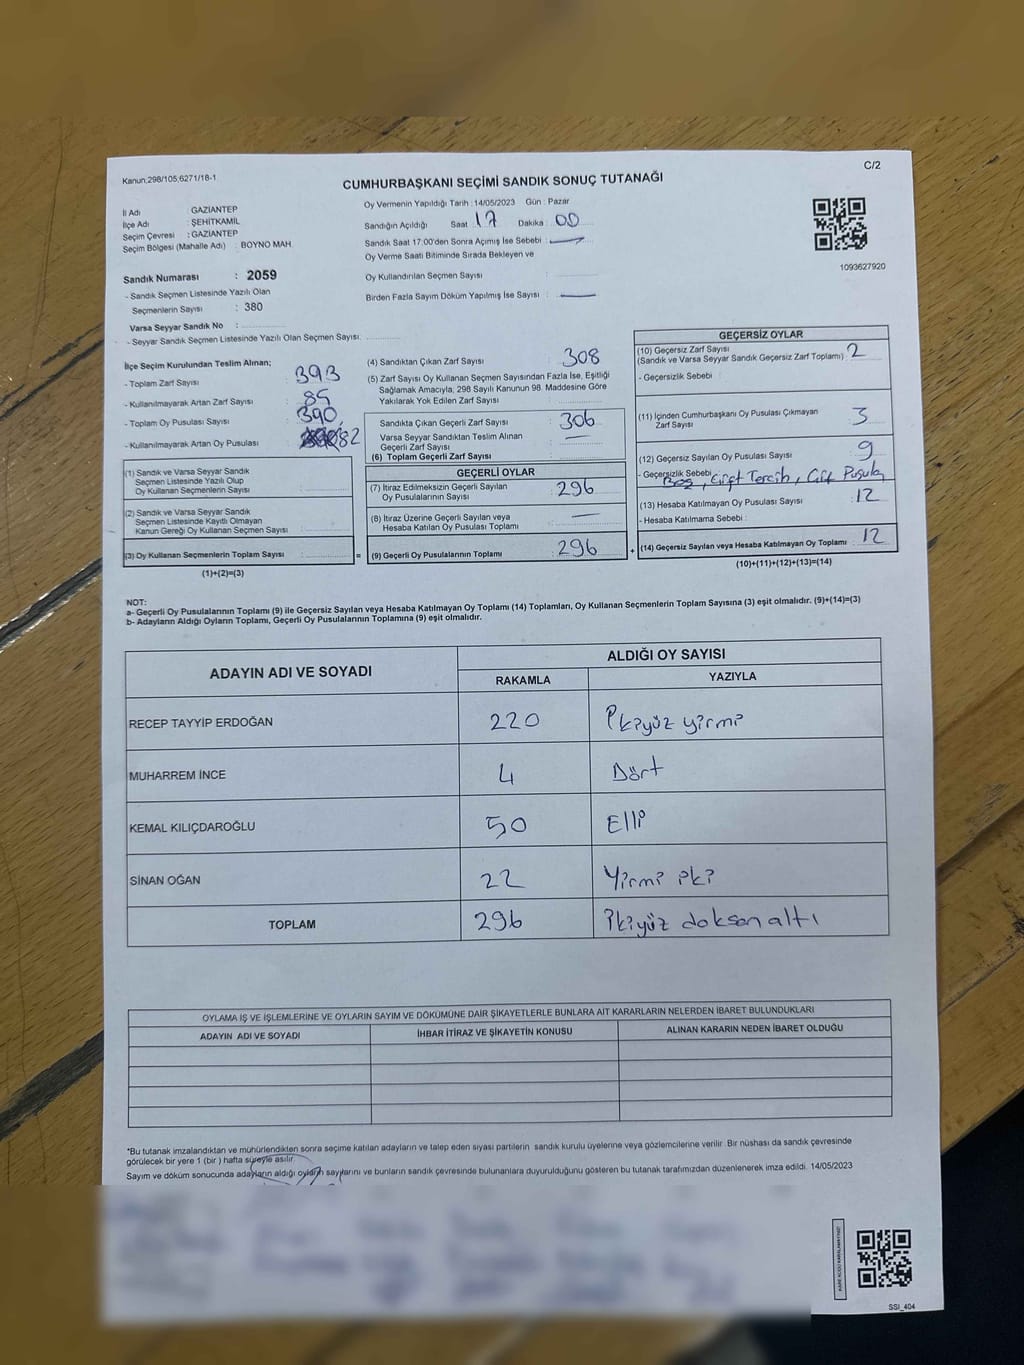 Kanun.298/105.6271/18-1
C/2
CUMHURBAŞKANI SEÇİMİ SANDIK SONUÇ TUTANAĞI
İl Adı : GAZİANTEP
İlçe Adı : ŞEHİTKAMİL
Seçim Çevresi : GAZİANTEP
Seçim Bölgesi (Mahalle Adı) : BOYNO MAH.
Sandık Numarası : 2059
- Sandık Seçmen Listesinde Yazılı Olan
Seçmenlerin Sayısı : 380
Varsa Seyyar Sandık No :
- Seyyar Sandık Seçmen Listesinde Yazılı Olan Seçmen Sayısı:
Oy Vermenin Yapıldığı Tarih : 14/05/2023 Gün : Pazar
Sandığın Açıldığı Saat 17 Dakika : 00
Sandık Saat 17:00'den Sonra Açımış İse Sebebi :
Oy Verme Saati Bitiminde Sırada Bekleyen ve
Oy Kullandırılan Seçmen Sayısı :
Birden Fazla Sayım Döküm Yapılmış İse Sayısı :
1093627920
İlçe Seçim Kurulundan Teslim Alınan;
- Toplam Zarf Sayısı : 393
- Kullanılmayarak Artan Zarf Sayısı : 85
- Toplam Oy Pusulası Sayısı : 390
- Kullanılmayarak Artan Oy Pusulası : 82
(1) Sandık ve Varsa Seyyar Sandık
Seçmen Listesinde Yazılı Olup
Oy Kullanan Seçmenlerin Sayısı :
(2) Sandık ve Varsa Seyyar Sandık
Seçmen Listesinde Kayıtlı Olmayan
Kanun Gereği Oy Kullanan Seçmen Sayısı :
(3) Oy Kullanan Seçmenlerin Toplam Sayısı : =
(1)+(2)=(3)
(4) Sandıktan Çıkan Zarf Sayısı : 308
(5) Zarf Sayısı Oy Kullanan Seçmen Sayısından Fazla İse, Eşitliği
Sağlamak Amacıyla, 298 Sayılı Kanunun 98. Maddesine Göre
Yakılarak Yok Edilen Zarf Sayısı :
Sandıkta Çıkan Geçerli Zarf Sayısı : 306
Varsa Seyyar Sandıktan Teslim Alınan
Geçerli Zarf Sayısı :
(6) Toplam Geçerli Zarf Sayısı :
GEÇERLİ OYLAR
(7) İtiraz Edilmeksizin Geçerli Sayılan
Oy Pusulalarının Sayısı : 296
(8) İtiraz Üzerine Geçerli Sayılan veya
Hesaba Katılan Oy Pusulası Toplamı :
(9) Geçerli Oy Pusulalarının Toplamı : 296 +
GEÇERSİZ OYLAR
(10) Geçersiz Zarf Sayısı
(Sandık ve Varsa Seyyar Sandık Geçersiz Zarf Toplamı) : 2
- Geçersizlik Sebebi :
(11) İçinden Cumhurbaşkanı Oy Pusulası Çıkmayan
Zarf Sayısı : 3
(12) Geçersiz Sayılan Oy Pusulası Sayısı : 9
- Geçersizlik Sebebi : Boş, Çift Tercih, Çift Pusula
(13) Hesaba Katılmayan Oy Pusulası Sayısı : 12
- Hesaba Katılmama Sebebi :
(14) Geçersiz Sayılan veya Hesaba Katılmayan Oy Toplamı : 12
(10)+(11)+(12)+(13)=(14)
NOT:
a- Geçerli Oy Pusulalarının Toplamı (9) ile Geçersiz Sayılan veya Hesaba Katılmayan Oy Toplamı (14) Toplamları, Oy Kullanan Seçmenlerin Toplam Sayısına (3) eşit olmalıdır. (9)+(14)=(3)
b- Adayların Aldığı Oyların Toplamı, Geçerli Oy Pusulalarının Toplamına (9) eşit olmalıdır.
ADAYIN ADI VE SOYADI
ALDIĞI OY SAYISI
RAKAMLA YAZIYLA
RECEP TAYYİP ERDOĞAN 220 İkiyüz yirmi
MUHARREM İNCE 4 Dört
KEMAL KILIÇDAROĞLU 50 Elli
SİNAN OĞAN 22 Yirmi iki
TOPLAM 296 İkiyüz doksan altı
OYLAMA İŞ VE İŞLEMLERİNE VE OYLARIN SAYIM VE DÖKÜMÜNE DAİR ŞİKAYETLERLE BUNLARA AİT KARARLARIN NELERDEN İBARET BULUNDUKLARI
ADAYIN ADI VE SOYADI İHBAR İTİRAZ VE ŞİKAYETİN KONUSU ALINAN KARARIN NEDEN İBARET OLDUĞU
*Bu tutanak imzalandıktan ve mühürlendikten sonra seçime katılan adayların ve talep eden siyasi partilerin sandık kurulu üyelerine veya gözlemcilerine verilir. Bir nüshası da sandık çevresinde
görülecek bir yere 1 (bir) hafta süreyle asılır.
Sayım ve döküm sonucunda adayların aldığı oyların sayılarını ve bunların sandık çevresinde bulunanlara duyurulduğunu gösteren bu tutanak tarafımızdan düzenlenerek imza edildi. 14/05/2023
SSİ_404